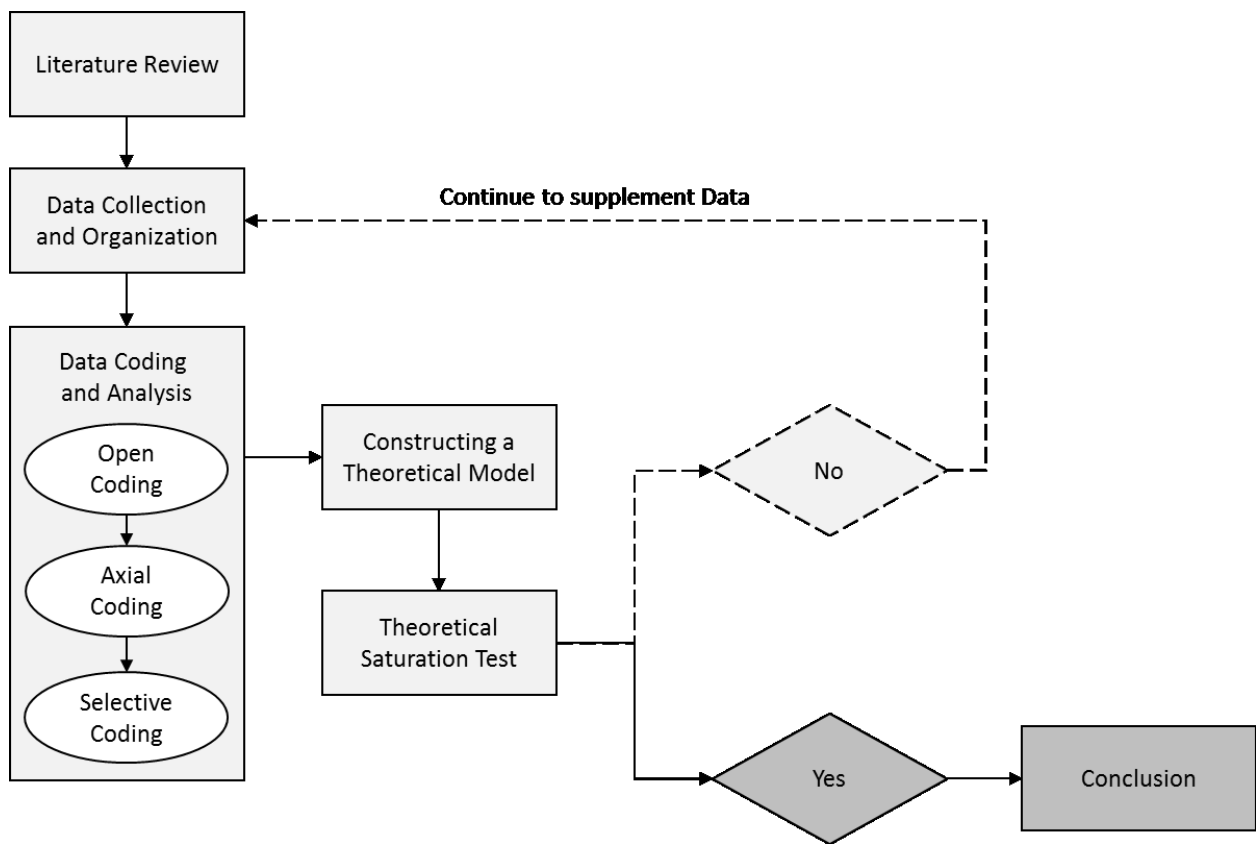 Literature Review
Data Collection
and Organization
Continue to supplement Data
Data Coding
and Analysis
Open
Coding
Axial
Coding
Selective
Coding
Constructing a
Theoretical Model
Theoretical
Saturation Test
No
Yes
Conclusion